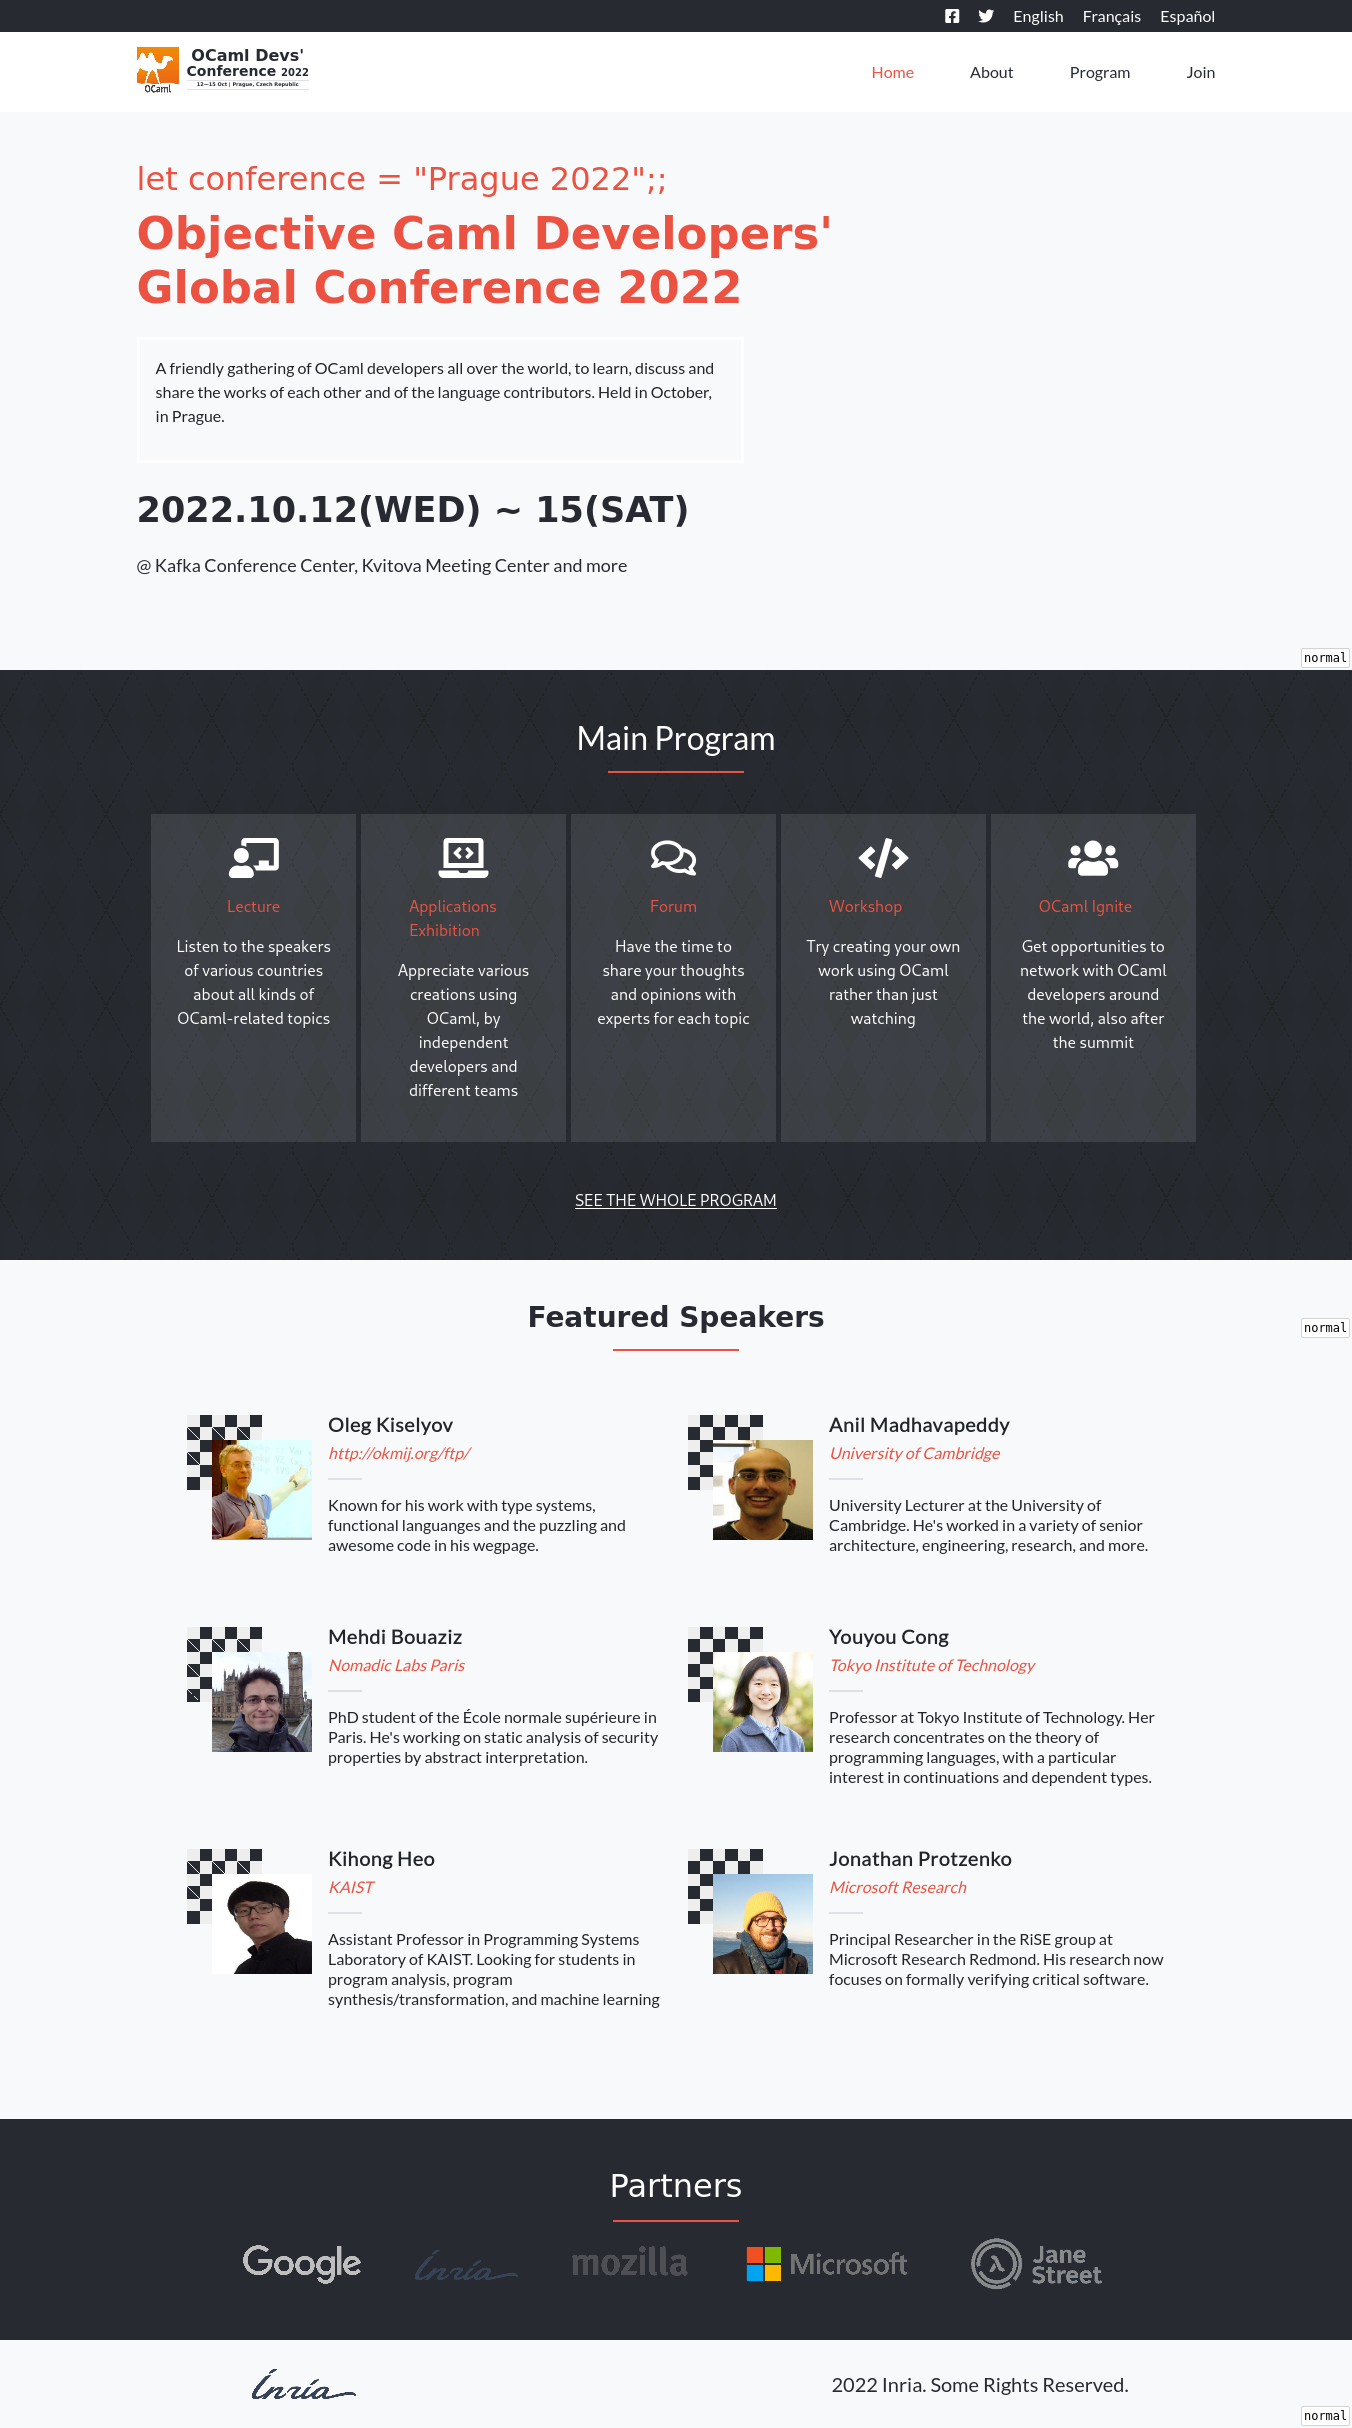 English Français Español
OCaml Devs'
Conference 2022
12—15 Oct | Prague, Czech Republic
OCaml
Home About Program Join
let conference = "Prague 2022";;
Objective Caml Developers'
Global Conference 2022
A friendly gathering of OCaml developers all over the world, to learn, discuss and
share the works of each other and of the language contributors. Held in October,
in Prague.
2022.10.12(WED) ~ 15(SAT)
@ Kafka Conference Center, Kvitova Meeting Center and more
normal
Main Program
Lecture
Listen to the speakers
of various countries
about all kinds of
OCaml-related topics
Applications
Exhibition
Appreciate various
creations using
OCaml, by
independent
developers and
different teams
Forum
Have the time to
share your thoughts
and opinions with
experts for each topic
Workshop
Try creating your own
work using OCaml
rather than just
watching
OCaml Ignite
Get opportunities to
network with OCaml
developers around
the world, also after
the summit
SEE THE WHOLE PROGRAM
Featured Speakers
normal
Oleg Kiselyov
http://okmij.org/ftp/
Known for his work with type systems,
functional languanges and the puzzling and
awesome code in his wegpage.
Anil Madhavapeddy
University of Cambridge
University Lecturer at the University of
Cambridge. He's worked in a variety of senior
architecture, engineering, research, and more.
Mehdi Bouaziz
Nomadic Labs Paris
PhD student of the École normale supérieure in
Paris. He's working on static analysis of security
properties by abstract interpretation.
Youyou Cong
Tokyo Institute of Technology
Professor at Tokyo Institute of Technology. Her
research concentrates on the theory of
programming languages, with a particular
interest in continuations and dependent types.
Kihong Heo
KAIST
Assistant Professor in Programming Systems
Laboratory of KAIST. Looking for students in
program analysis, program
synthesis/transformation, and machine learning
Jonathan Protzenko
Microsoft Research
Principal Researcher in the RiSE group at
Microsoft Research Redmond. His research now
focuses on formally verifying critical software.
Partners
Google Inria mozilla Microsoft Jane
Street
Inria 2022 Inria. Some Rights Reserved.
normal